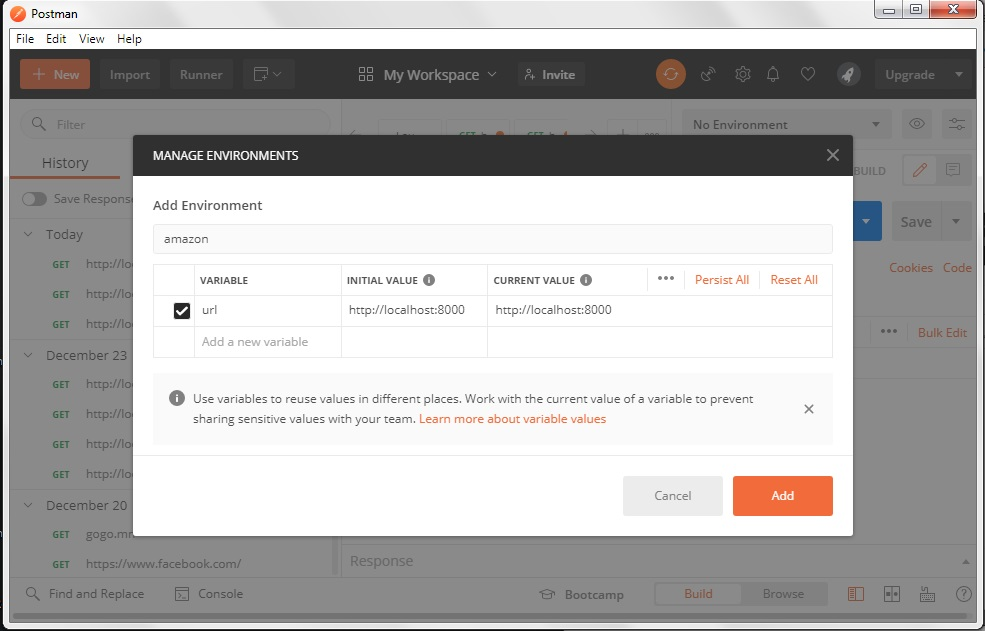 Postman
File Edit View Help
New Import Runner My Workspace Invite Upgrade
Filter
No Environment
History
BUILD
Save Response
Save
Today
GET http://lo
GET http://lo
GET http://lo
Cookies Code
Bulk Edit
December 23
GET http://lo
GET http://lo
GET http://lo
GET http://lo
December 20
GET gogo.mn
GET https://www.facebook.com/
MANAGE ENVIRONMENTS
Add Environment
amazon
VARIABLE INITIAL VALUE CURRENT VALUE Persist All Reset All
url http://localhost:8000 http://localhost:8000
Add a new variable
Use variables to reuse values in different places. Work with the current value of a variable to prevent
sharing sensitive values with your team. Learn more about variable values
Cancel Add
Response
Find and Replace Console Bootcamp Build Browse